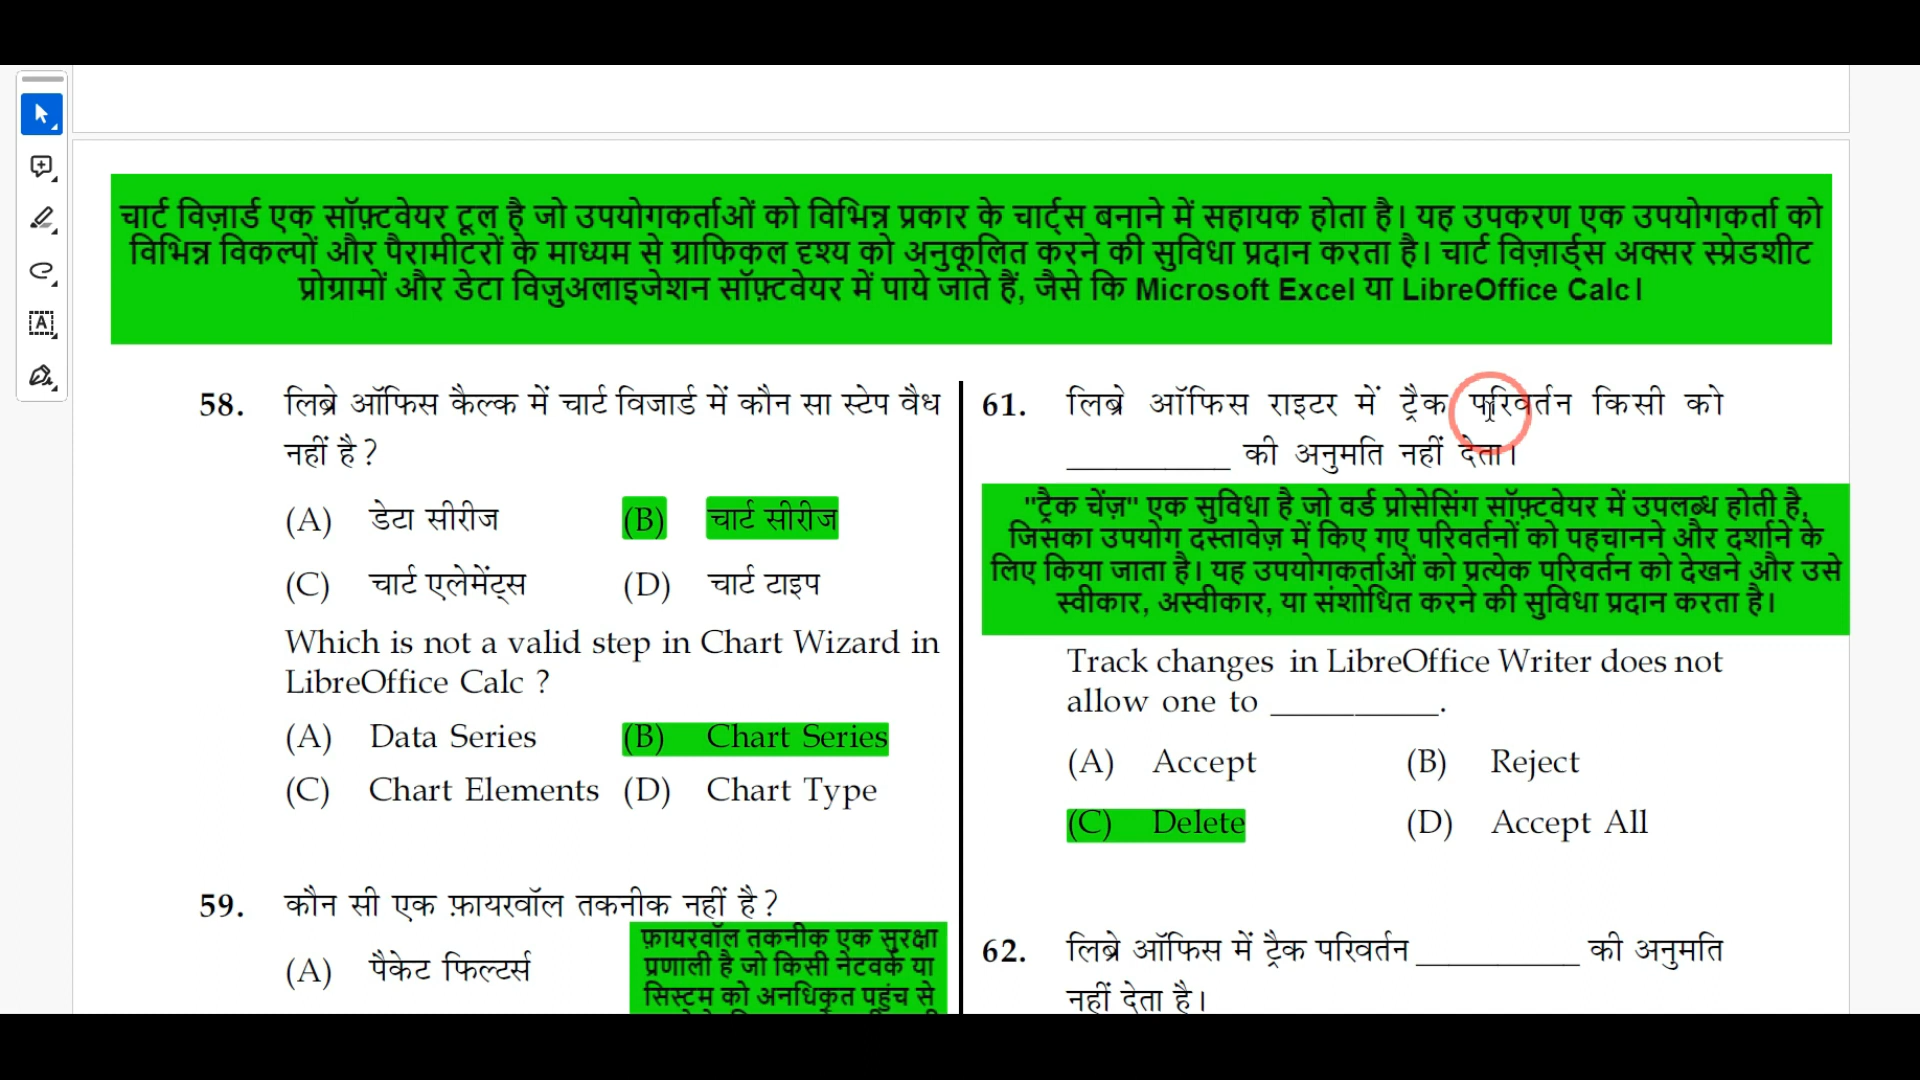 चार्ट विज़ार्ड एक सॉफ़्टवेयर टूल है जो उपयोगकर्ताओं को विभिन्न प्रकार के चार्ट्स बनाने में सहायक होता है। यह उपकरण एक उपयोगकर्ता को
विभिन्न विकल्पों और पैरामीटरों के माध्यम से ग्राफिकल दृश्य को अनुकूलित करने की सुविधा प्रदान करता है। चार्ट विज़ार्ड्स अक्सर स्प्रेडशीट
प्रोग्रामों और डेटा विजुअलाइजेशन सॉफ़्टवेयर में पाये जाते हैं, जैसे कि Microsoft Excel या LibreOffice Calc।
58. लिब्रे ऑफिस कैल्क में चार्ट विजार्ड में कौन सा स्टेप वैध
नहीं है ?
(A) डेटा सीरीज (B) चार्ट सीरीज
(C) चार्ट एलेमेंट्स (D) चार्ट टाइप
Which is not a valid step in Chart Wizard in
LibreOffice Calc ?
(A) Data Series (B) Chart Series
(C) Chart Elements (D) Chart Type
59. कौन सी एक फ़ायरवॉल तकनीक नहीं है ?
(A) पैकेट फिल्टर्स
फ़ायरवॉल तकनीक एक सुरक्षा
प्रणाली है जो किसी नेटवर्क या
सिस्टम को अनधिकृत पहुंच से
61. लिब्रे ऑफिस राइटर में ट्रैक परिवर्तन किसी को
__________ की अनुमति नहीं देता।
"ट्रैक चेंज़" एक सुविधा है जो वर्ड प्रोसेसिंग सॉफ़्टवेयर में उपलब्ध होती है,
जिसका उपयोग दस्तावेज़ में किए गए परिवर्तनों को पहचानने और दर्शाने के
लिए किया जाता है। यह उपयोगकर्ताओं को प्रत्येक परिवर्तन को देखने और उसे
स्वीकार, अस्वीकार, या संशोधित करने की सुविधा प्रदान करता है।
Track changes in LibreOffice Writer does not
allow one to __________.
(A) Accept (B) Reject
(C) Delete (D) Accept All
62. लिब्रे ऑफिस में ट्रैक परिवर्तन __________ की अनुमति
नहीं देता है।